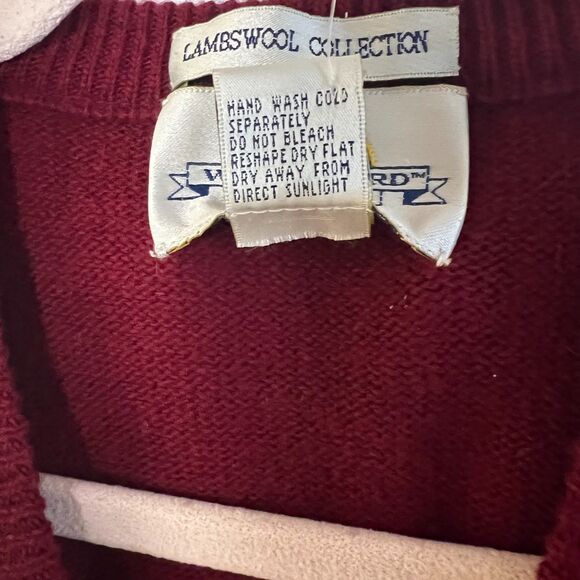 LAMBSWOOL COLLECTION
HAND WASH COLD
SEPARATELY
DO NOT BLEACH
RESHAPE DRY FLAT
DRY AWAY FROM
DIRECT SUNLIGHT